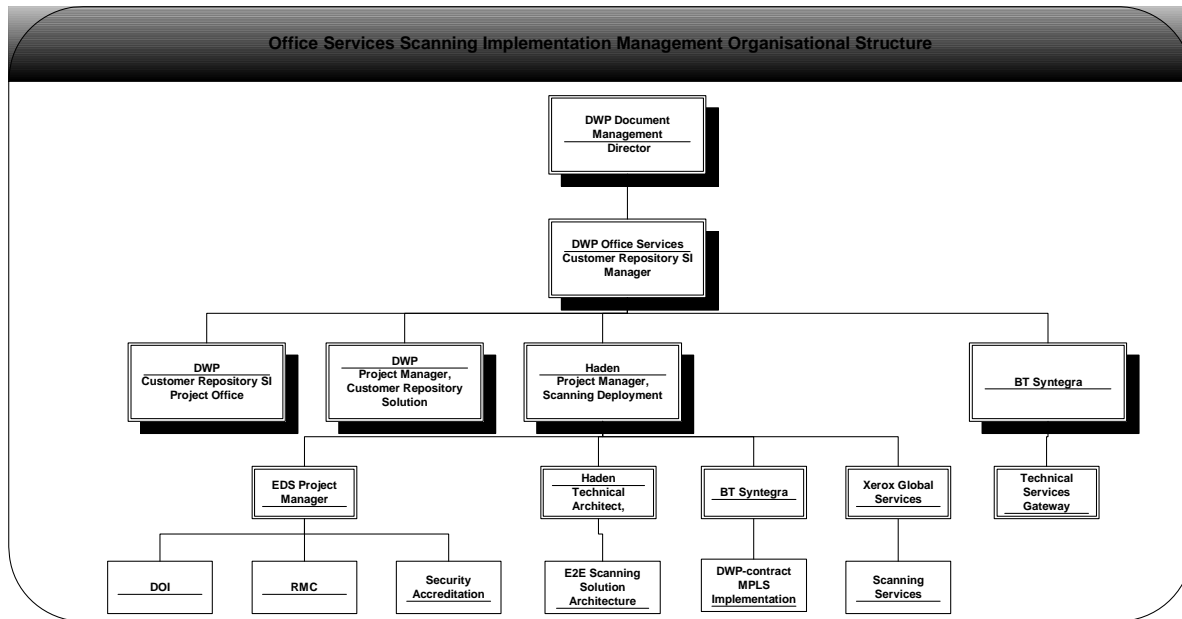 Office Services Scanning Implementation Management Organisational Structure
DWP Document
Management
Director
DWP Office Services
Customer Repository SI
Manager
DWP
Customer Repository SI
Project Office
DWP
Project Manager,
Customer Repository
Solution
Haden
Project Manager,
Scanning Deployment
BT Syntegra
EDS Project
Manager
Haden
Technical
Architect,
BT Syntegra
Xerox Global
Services
Technical
Services
Gateway
DOI
RMC
Security
Accreditation
E2E Scanning
Solution
Architecture
DWP-contract
MPLS
Implementation
Scanning
Services